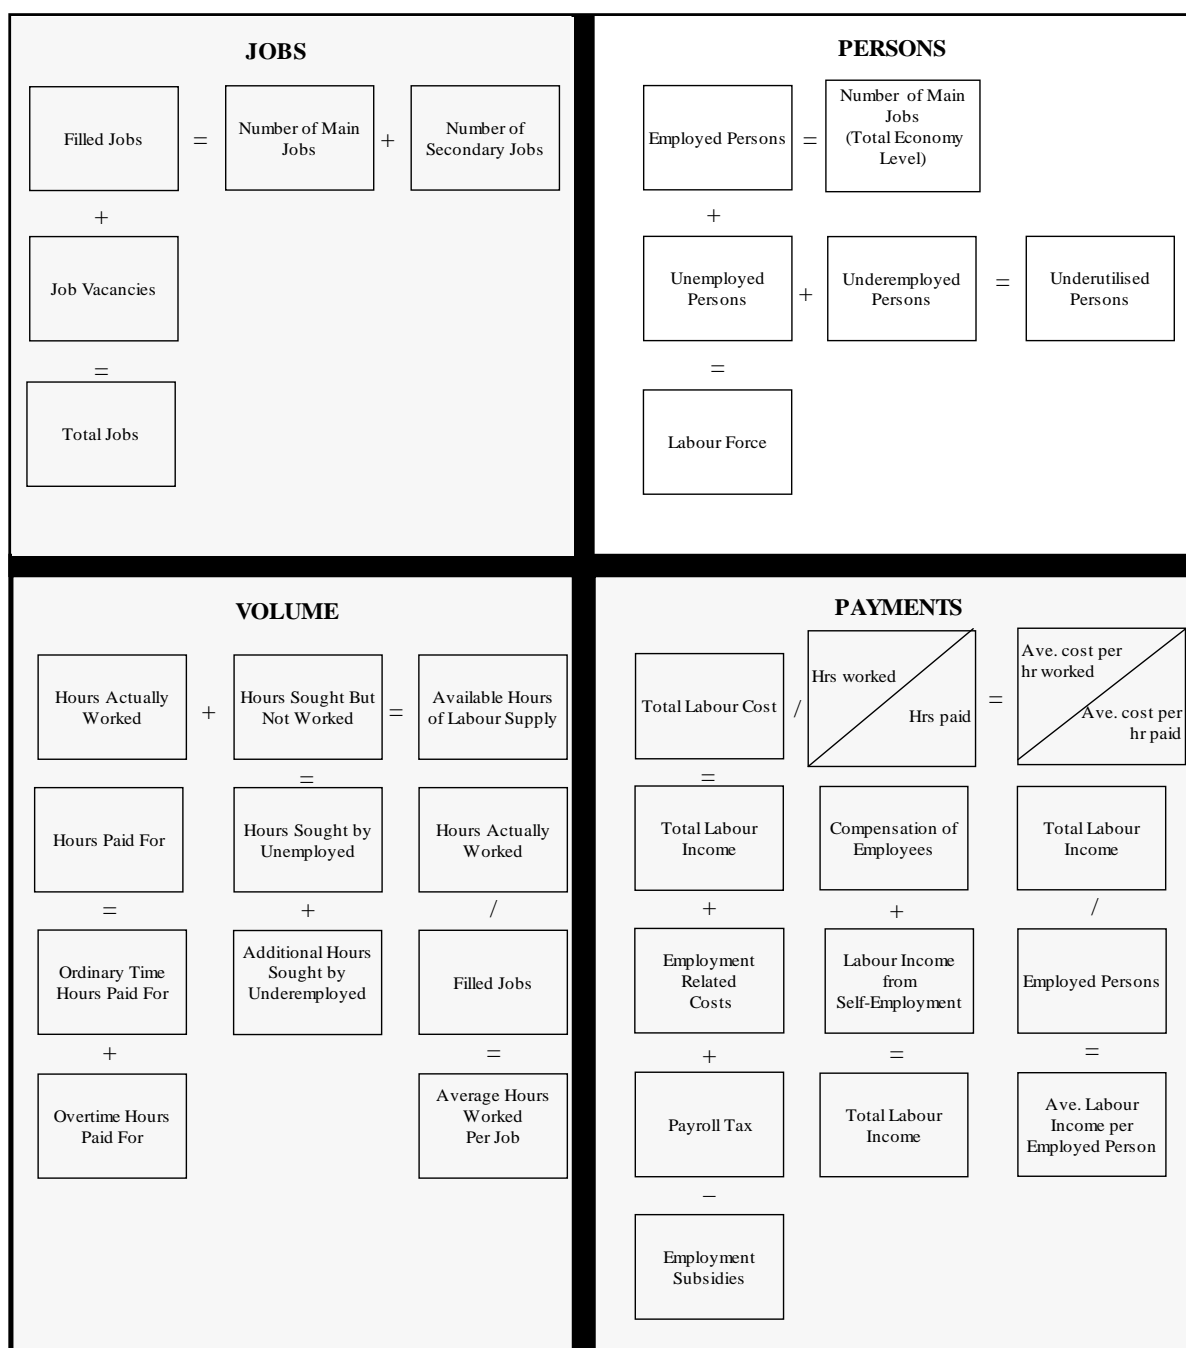 JOBS
Filled Jobs
=
Number of Main
Jobs
+
Number of
Secondary Jobs
+
Job Vacancies
=
Total Jobs
PERSONS
Employed Persons
=
Number of Main
Jobs
(Total Economy
Level)
+
Unemployed
Persons
+
Underemployed
Persons
=
Underutilised
Persons
=
Labour Force
VOLUME
Hours Actually
Worked
+
Hours Sought But
Not Worked
=
Available Hours
of Labour Supply
=
Hours Paid For
Hours Sought by
Unemployed
Hours Actually
Worked
=
+
/
Ordinary Time
Hours Paid For
Additional Hours
Sought by
Underemployed
Filled Jobs
+
=
Overtime Hours
Paid For
Average Hours
Worked
Per Job
PAYMENTS
Total Labour Cost
/
Hrs worked
Hrs paid
=
Ave. cost per
hr worked
Ave. cost per
hr paid
=
Total Labour
Income
Compensation of
Employees
Total Labour
Income
+
+
/
Employment
Related
Costs
Labour Income
from
Self-Employment
Employed Persons
+
=
=
Payroll Tax
Total Labour
Income
Ave. Labour
Income per
Employed Person
–
Employment
Subsidies